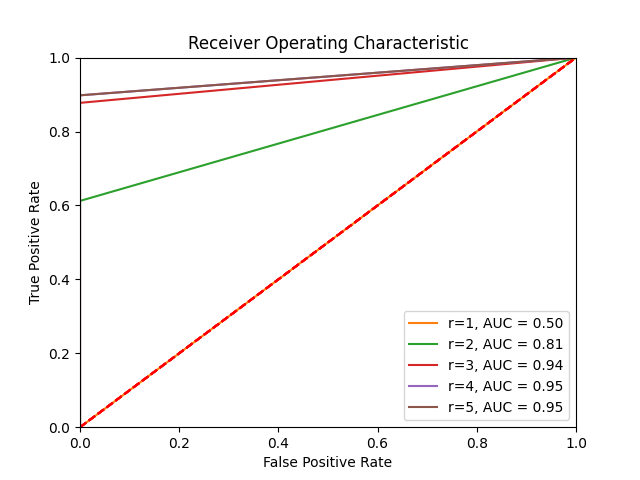 Receiver Operating Characteristic
True Positive Rate
1.0
0.8
0.6
0.4
0.2
0.0
r=1, AUC = 0.50
r=2, AUC = 0.81
r=3, AUC = 0.94
r=4, AUC = 0.95
r=5, AUC = 0.95
0.0 0.2 0.4 0.6 0.8 1.0
False Positive Rate